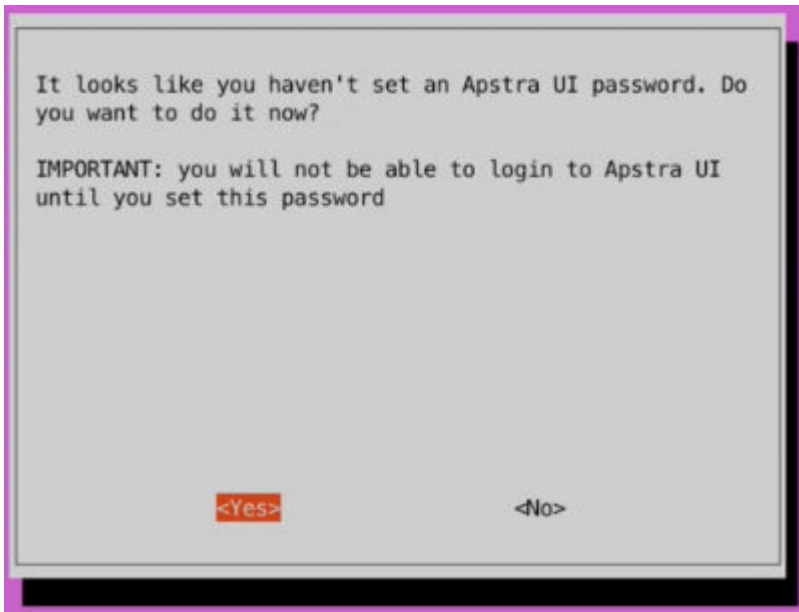 It looks like you haven't set an Apstra UI password. Do
you want to do it now?
IMPORTANT: you will not be able to login to Apstra UI
until you set this password
<Yes> <No>